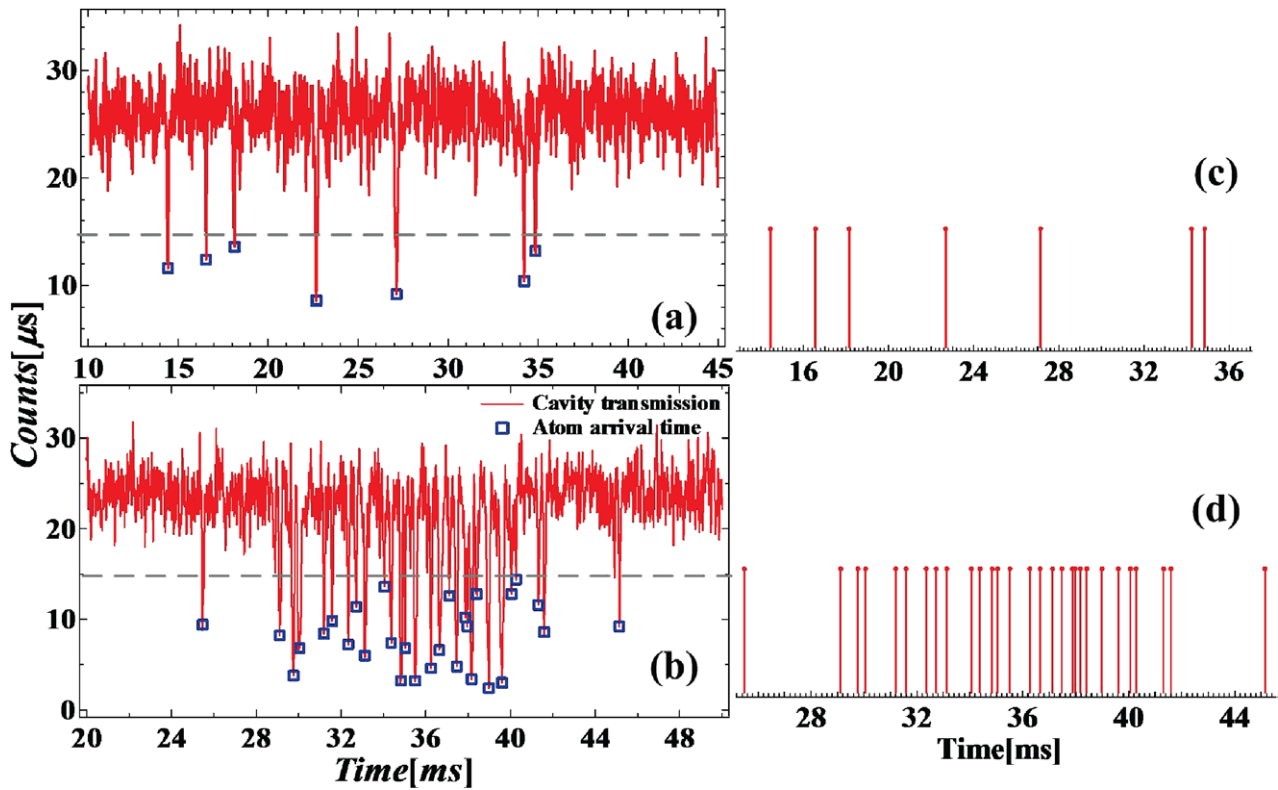 Counts[μs]
30
20
10
(a)
10 15 20 25 30 35 40 45
(c)
16 20 24 28 32 36
Cavity transmission
Atom arrival time
30
20
10
0
(b)
20 24 28 32 36 40 44 48
Time[ms]
(d)
28 32 36 40 44
Time[ms]